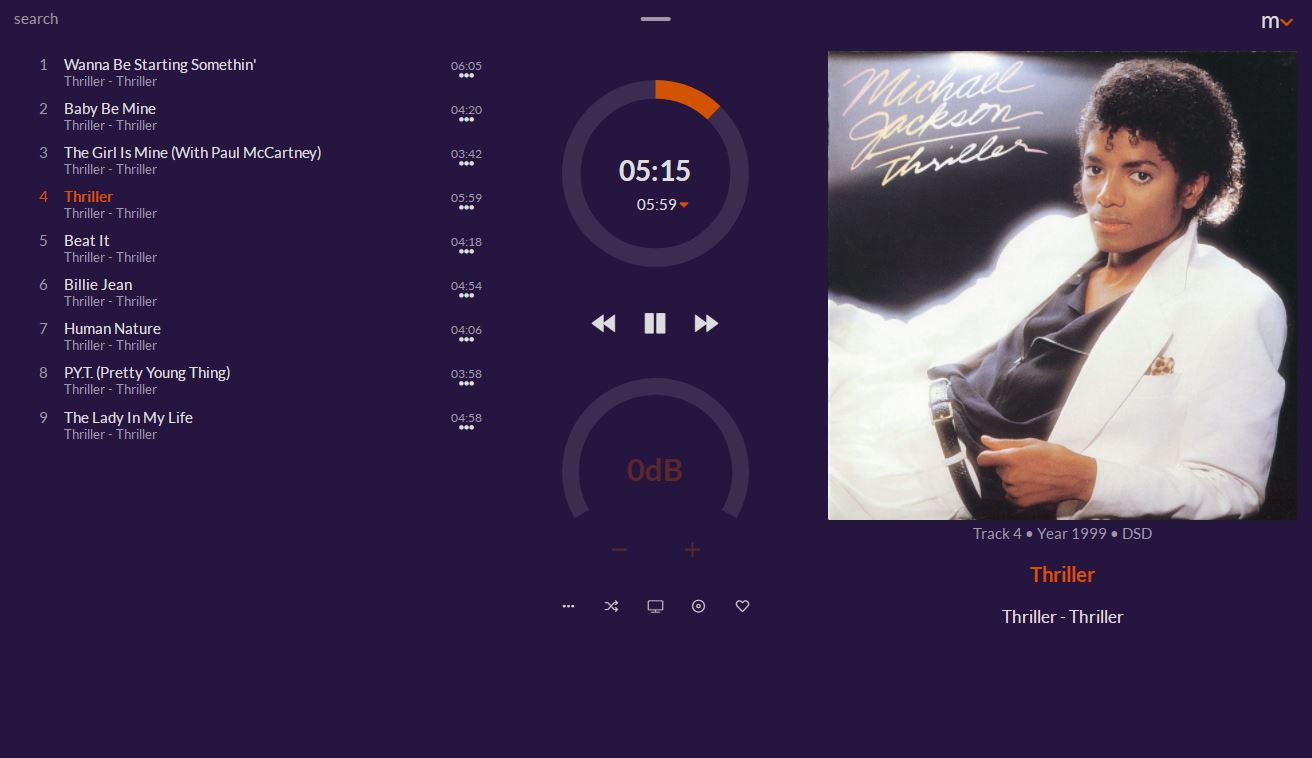 search
m
1 Wanna Be Starting Somethin' 06:05
Thriller - Thriller
2 Baby Be Mine 04:20
Thriller - Thriller
3 The Girl Is Mine (With Paul McCartney) 03:42
Thriller - Thriller
4 Thriller 05:59
Thriller - Thriller
5 Beat It 04:18
Thriller - Thriller
6 Billie Jean 04:54
Thriller - Thriller
7 Human Nature 04:06
Thriller - Thriller
8 P.Y.T. (Pretty Young Thing) 03:58
Thriller - Thriller
9 The Lady In My Life 04:58
Thriller - Thriller
05:15
05:59
0dB
Michael
Jackson
Thriller
Track 4 • Year 1999 • DSD
Thriller
Thriller - Thriller